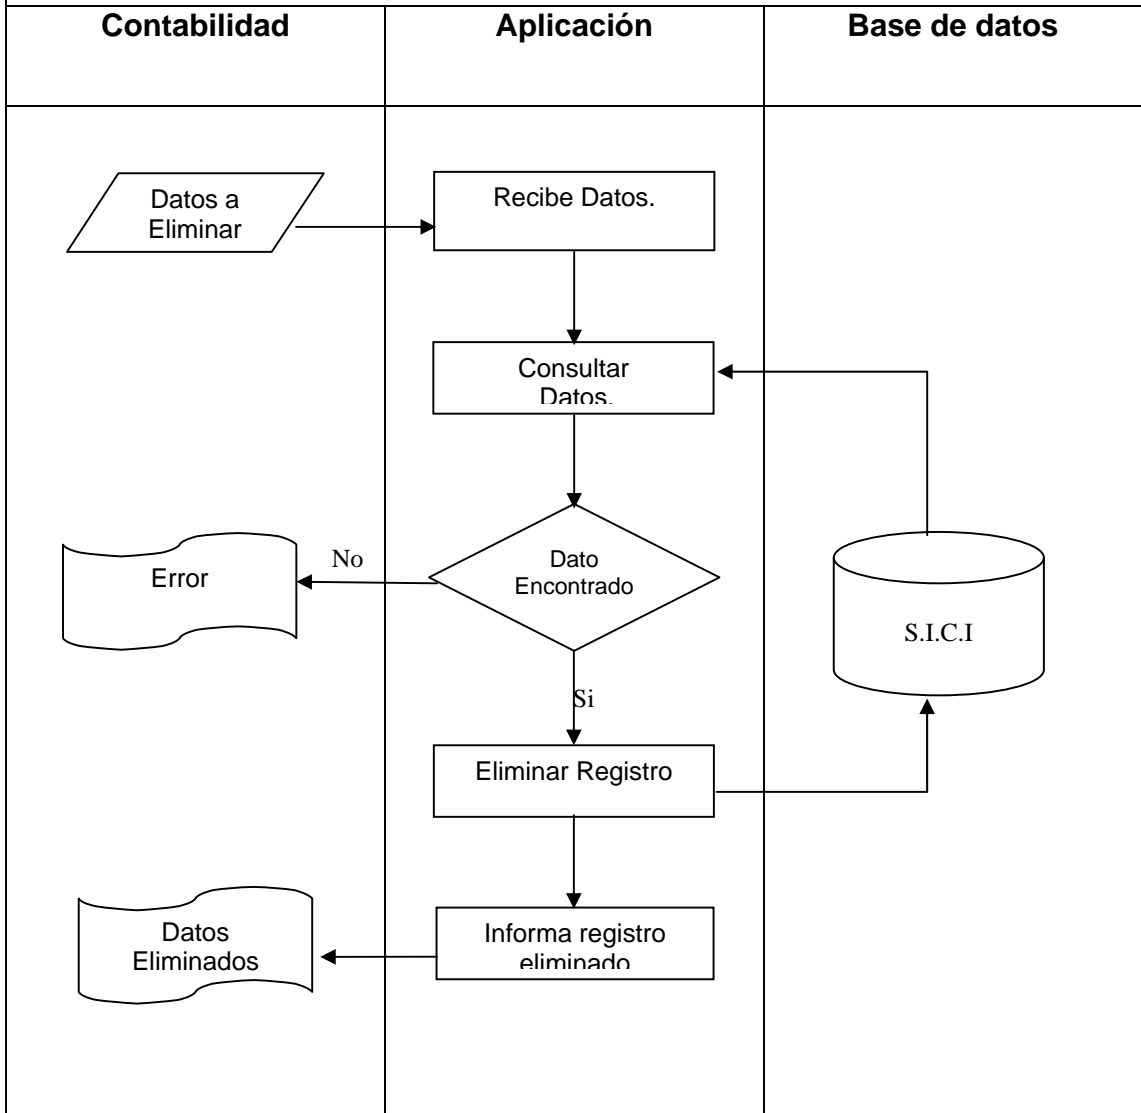 Contabilidad
Aplicación
Base de datos
Datos a
Eliminar
Recibe Datos.
Consultar
Datos.
No
Error
Dato
Encontrado
S.I.C.I
Si
Eliminar Registro
Datos
Eliminados
Informa registro
eliminado